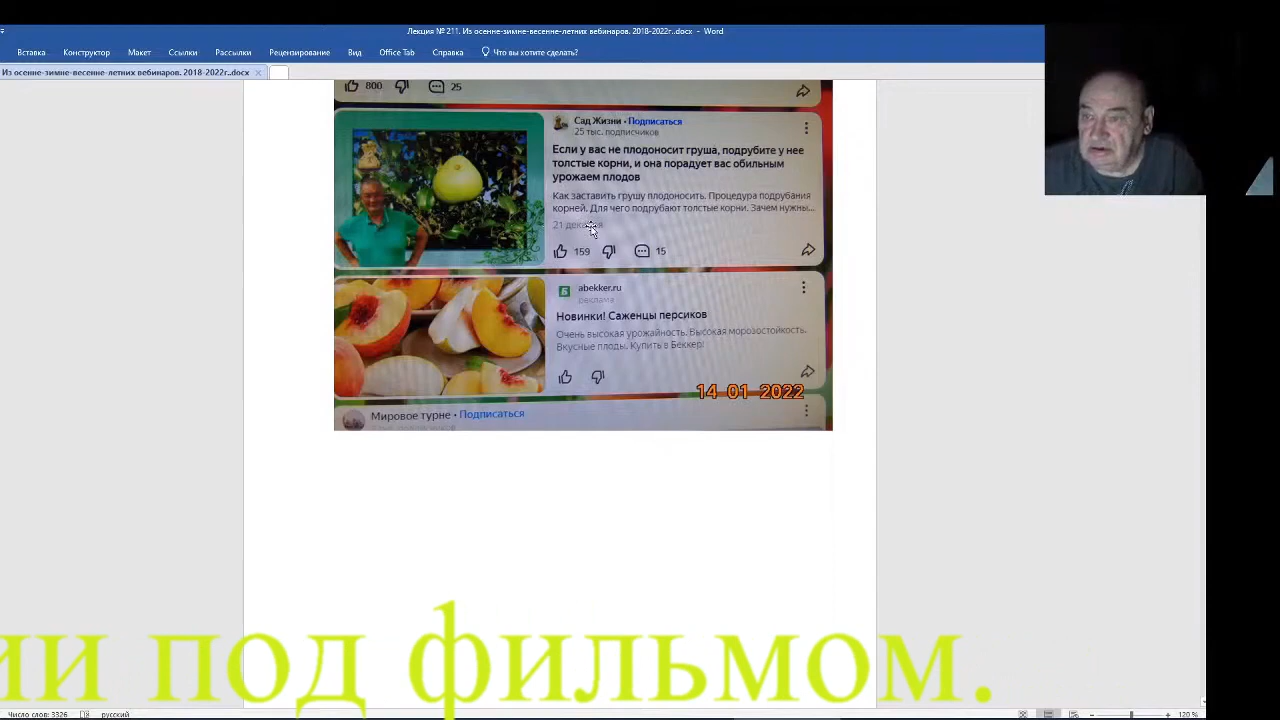 Лекция № 211. Из осенне-зимне-весенне-летних вебинаров. 2018-2022г..docx - Word
Вставка Конструктор Макет Ссылки Рассылки Рецензирование Вид Office Tab Справка Что вы хотите сделать?
Из осенне-зимне-весенне-летних вебинаров. 2018-2022г..docx
800 25
Сад Жизни • Подписаться
25 тыс. подписчиков
Если у вас не плодоносит груша, подрубите у нее
толстые корни, и она порадует вас обильным
урожаем плодов
Как заставить грушу плодоносить. Процедура подрубания
корней. Для чего подрубают толстые корни. Зачем нужны...
21 декабря
159 15
abekker.ru
реклама
Новинки! Саженцы персиков
Очень высокая урожайность. Высокая морозостойкость.
Вкусные плоды. Купить в Беккер!
14 01 2022
Мировое турне • Подписаться
ии под фильмом.
Число слов: 3326 русский 120 %